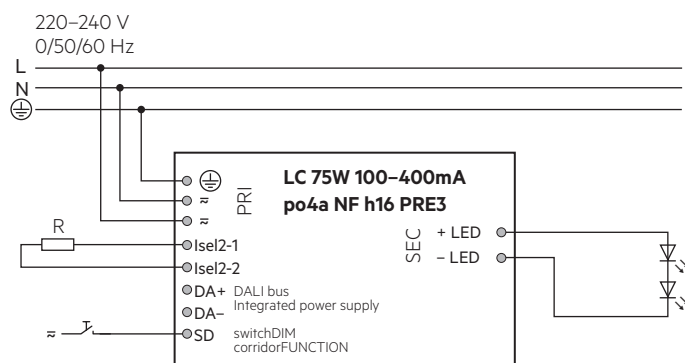 220–240 V
0/50/60 Hz
L
N
LC 75W 100–400mA
po4a NF h16 PRE3
PRI
≂
≂
R
Isel2-1
Isel2-2
DA+ DALI bus
Integrated power supply
DA–
≂
SD switchDIM
corridorFUNCTION
SEC
+ LED
– LED